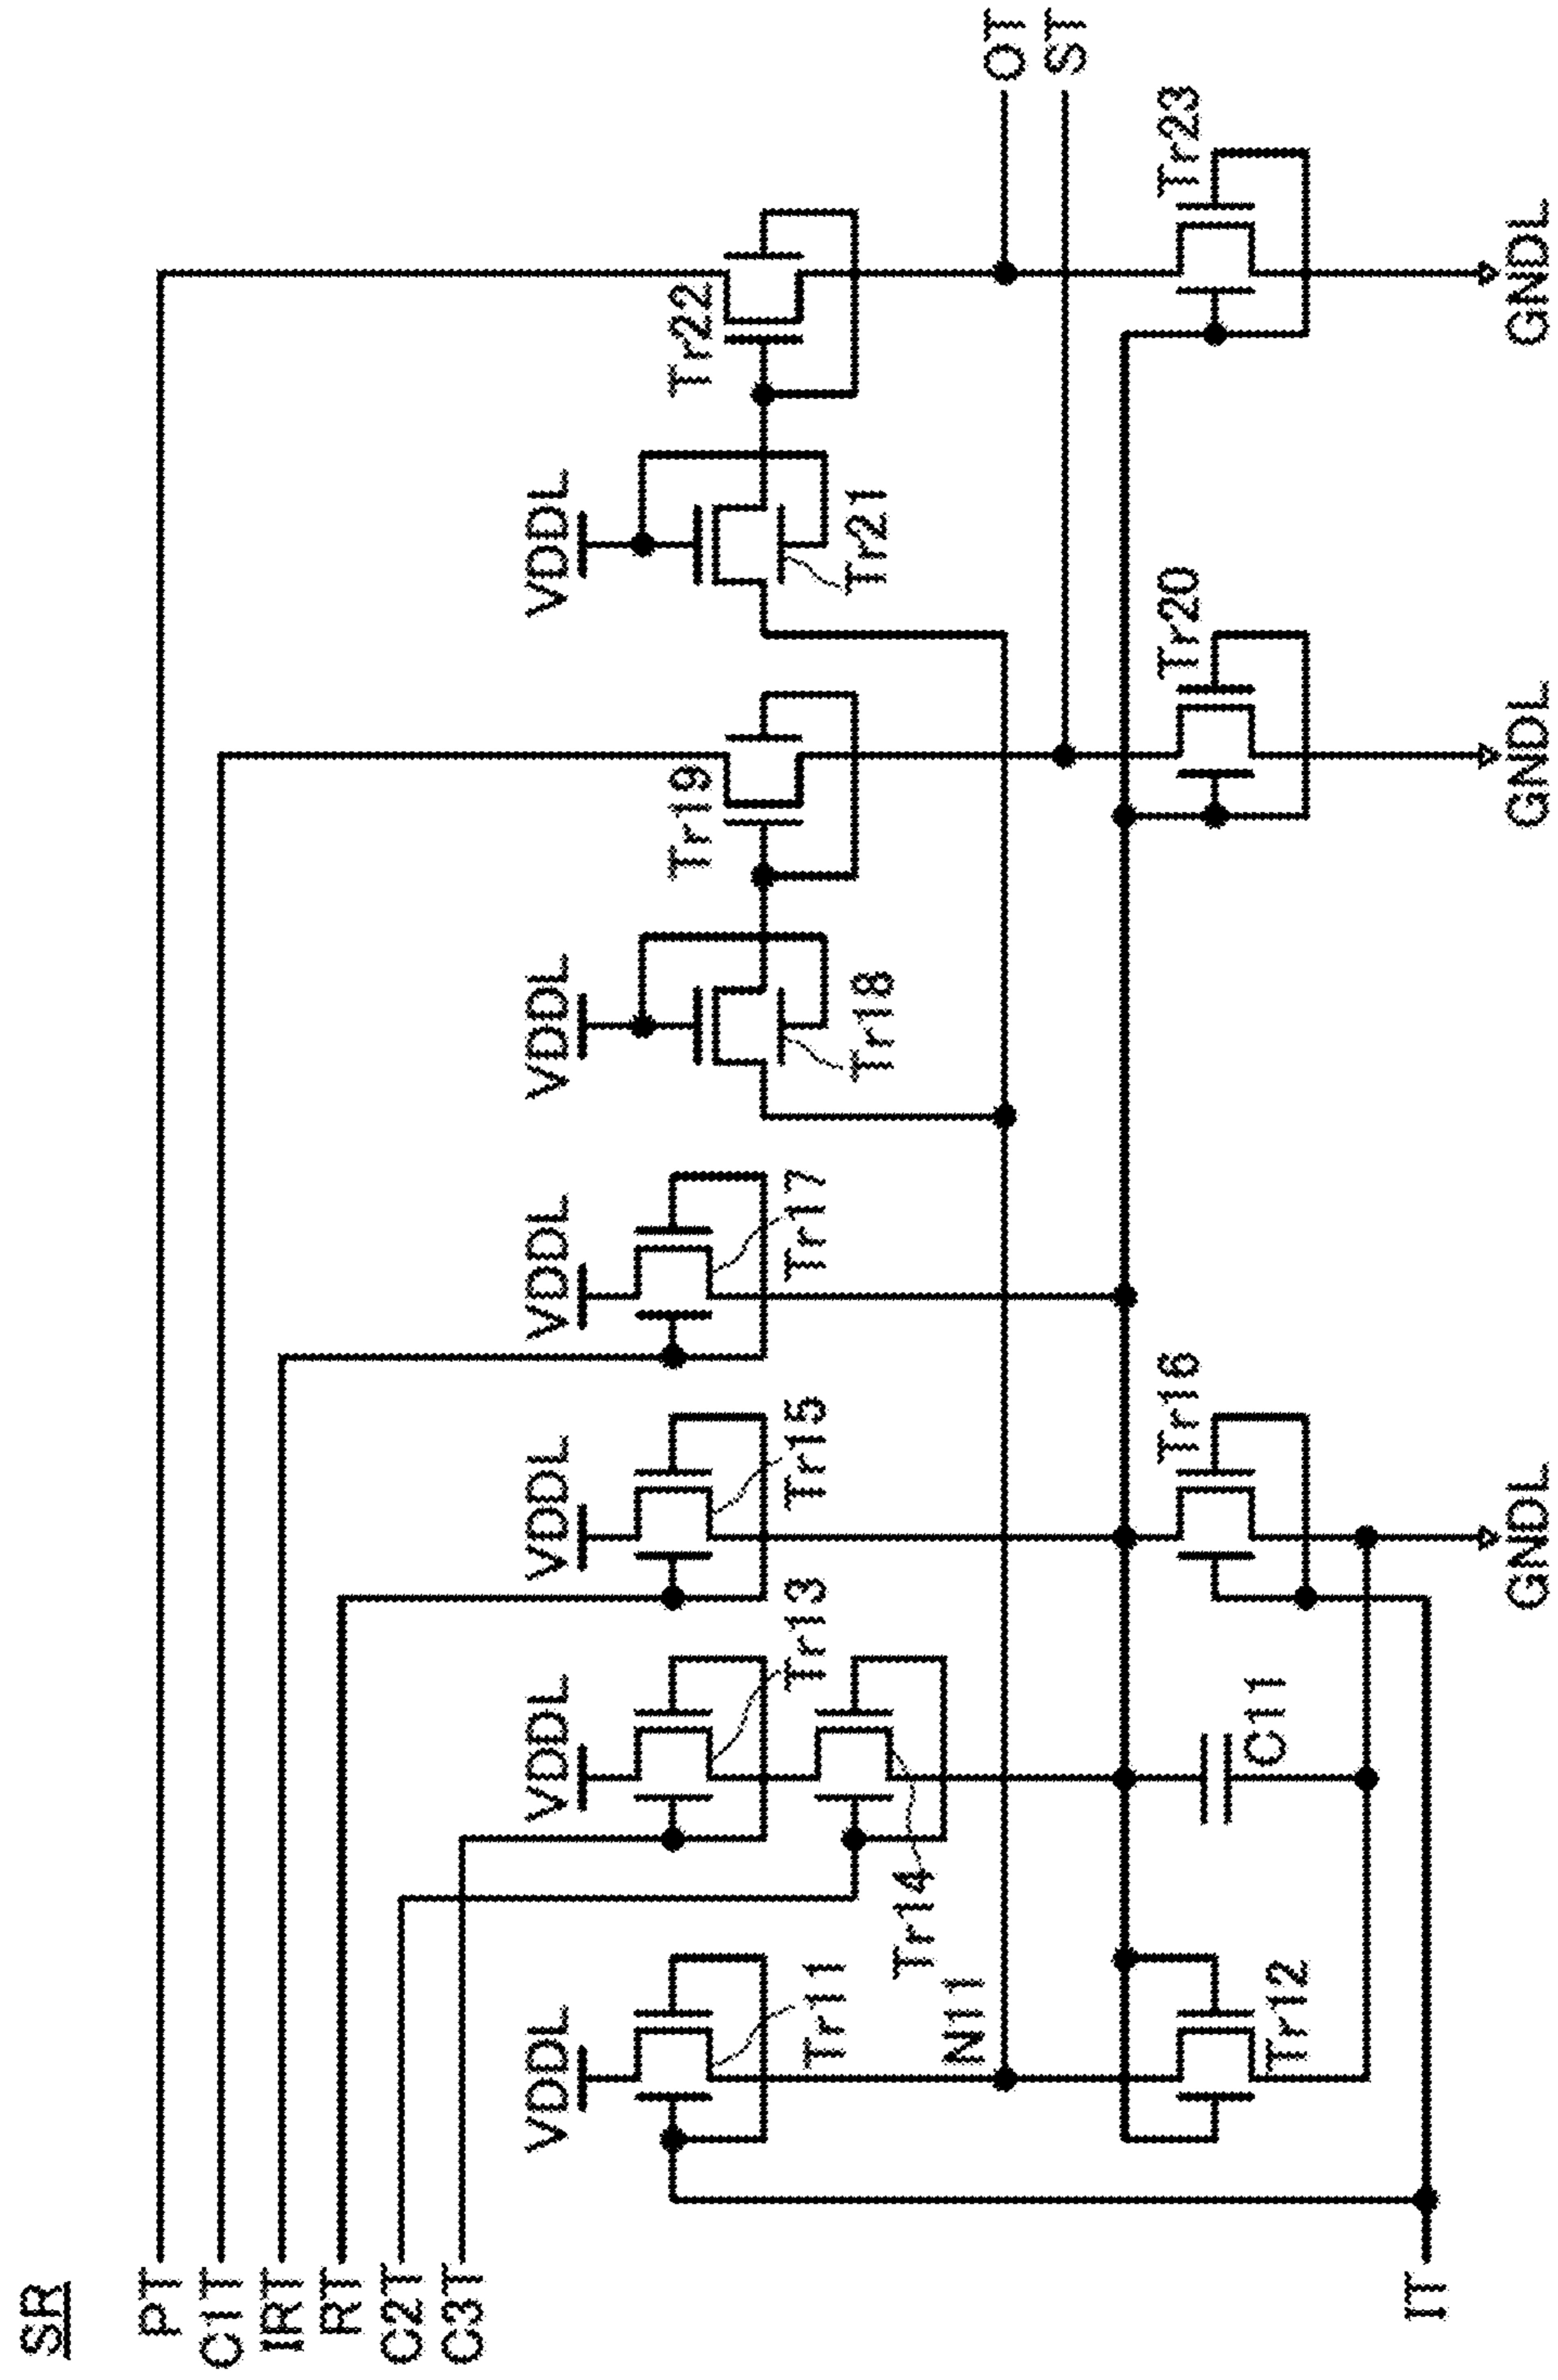 SR
PT
C1T
IRT
RT
C2T
C3T
VDDL
VDDL
VDDL
VDDL
VDDL
VDDL
Tr19
Tr22
Tr11
Tr13
Tr15
Tr17
Tr18
Tr21
Tr14
N11
OT
ST
Tr16
Tr20
Tr23
Tr12
C11
IT
GNDL
GNDL
GNDL